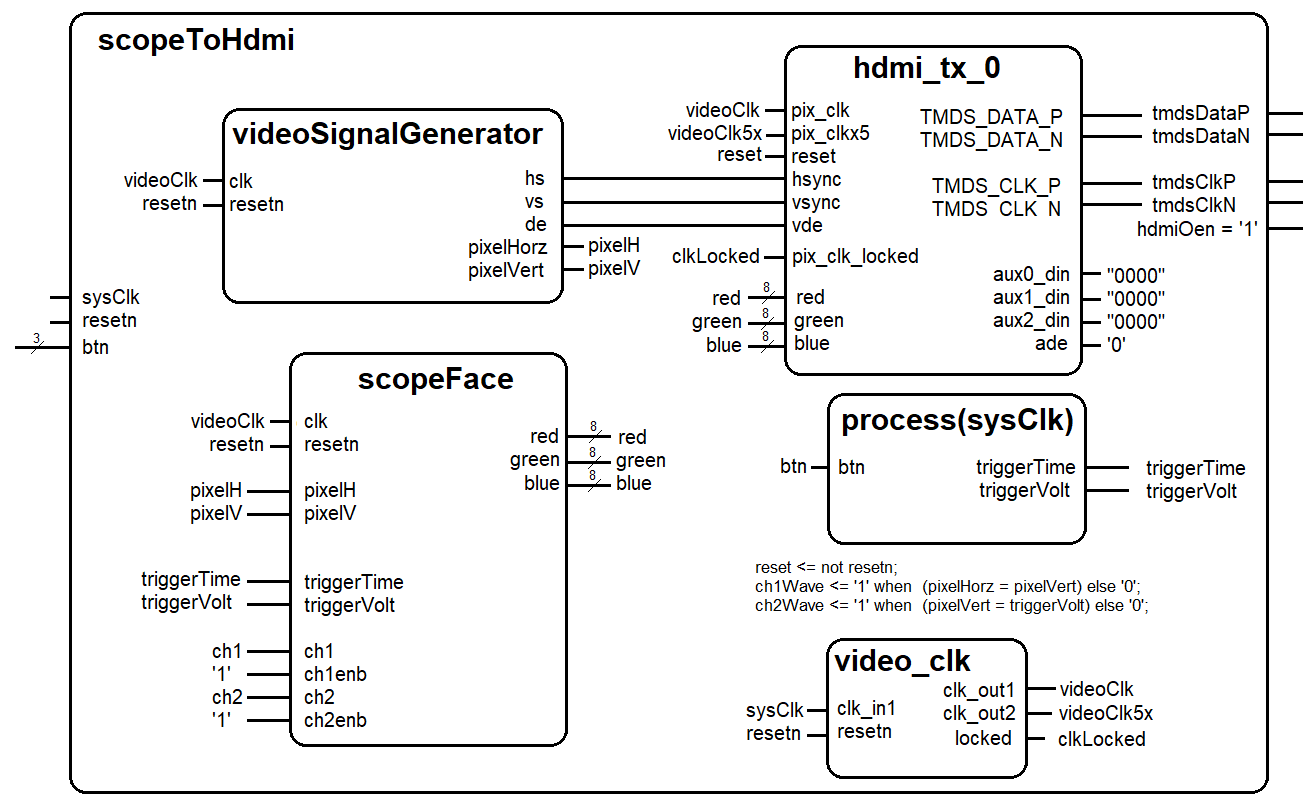 scopeToHdmi
sysClk
resetn
3
btn
videoSignalGenerator
videoClk
clk
resetn
resetn
hs
vs
de
pixelHorz
pixelH
pixelVert
pixelV
hdmi_tx_0
videoClk
pix_clk
videoClk5x
pix_clkx5
reset
reset
hsync
vsync
vde
clkLocked
pix_clk_locked
red
8
red
green
8
green
blue
8
blue
TMDS_DATA_P
tmdsDataP
TMDS_DATA_N
tmdsDataN
TMDS_CLK_P
tmdsClkP
TMDS CLK N
tmdsClkN
hdmiOen = '1'
aux0_din
"0000"
aux1_din
"0000"
aux2_din
"0000"
ade
'0'
scopeFace
videoClk
clk
resetn
resetn
pixelH
pixelH
pixelV
pixelV
triggerTime
triggerTime
triggerVolt
triggerVolt
ch1
ch1
'1'
ch1enb
ch2
ch2
'1'
ch2enb
red
8
red
green
8
green
blue
8
blue
process(sysClk)
btn
btn
triggerTime
triggerTime
triggerVolt
triggerVolt
reset <= not resetn;
ch1Wave <= '1' when (pixelHorz = pixelVert) else '0';
ch2Wave <= '1' when (pixelVert = triggerVolt) else '0';
video_clk
sysClk
clk_in1
resetn
resetn
clk_out1
videoClk
clk_out2
videoClk5x
locked
clkLocked